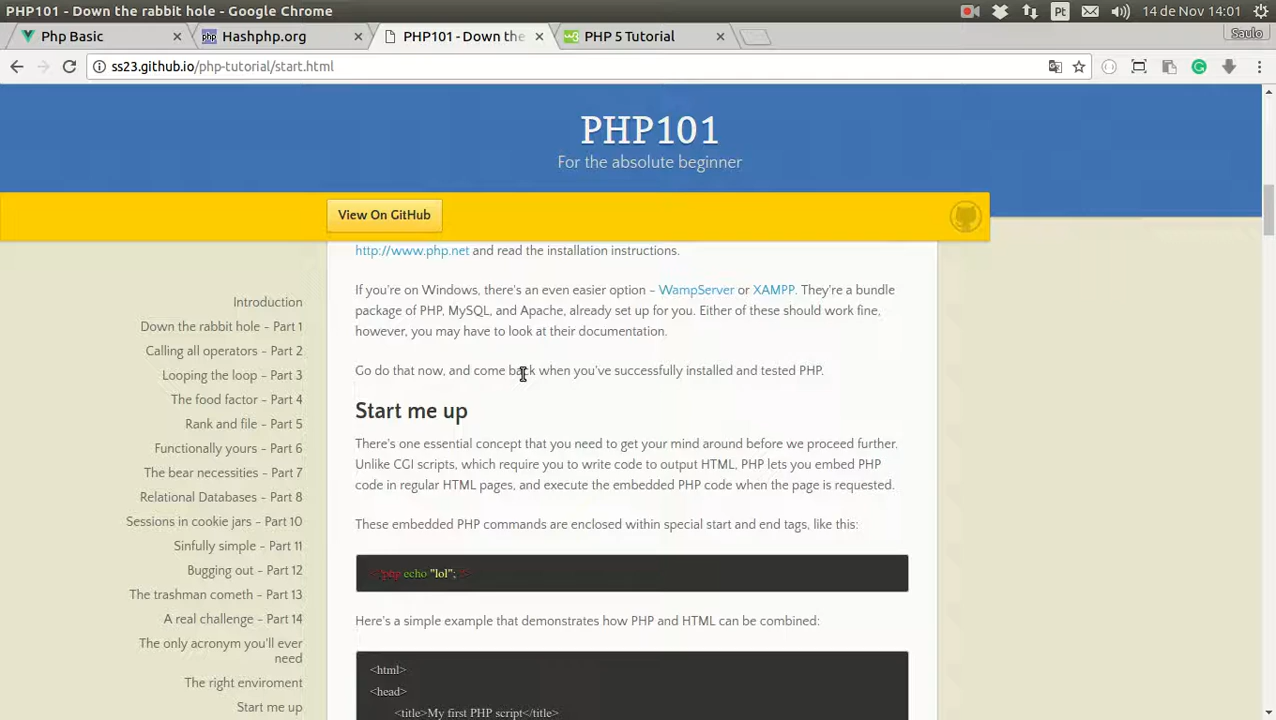 PHP101 - Down the rabbit hole - Google Chrome
Pt
14 de Nov 14:01
Php Basic
Hashphp.org
PHP101 - Down the
PHP 5 Tutorial
Saulo
ss23.github.io/php-tutorial/start.html
PHP101
For the absolute beginner
View On GitHub
http://www.php.net and read the installation instructions.
If you're on Windows, there's an even easier option - WampServer or XAMPP. They're a bundle
package of PHP, MySQL, and Apache, already set up for you. Either of these should work fine,
however, you may have to look at their documentation.
Go do that now, and come back when you've successfully installed and tested PHP.
Start me up
There's one essential concept that you need to get your mind around before we proceed further.
Unlike CGI scripts, which require you to write code to output HTML, PHP lets you embed PHP
code in regular HTML pages, and execute the embedded PHP code when the page is requested.
These embedded PHP commands are enclosed within special start and end tags, like this:
<?php echo "lol"; ?>
Here's a simple example that demonstrates how PHP and HTML can be combined:
<html>
<head>
<title>My first PHP script</title>
Introduction
Down the rabbit hole - Part 1
Calling all operators - Part 2
Looping the loop - Part 3
The food factor - Part 4
Rank and file - Part 5
Functionally yours - Part 6
The bear necessities - Part 7
Relational Databases - Part 8
Sessions in cookie jars - Part 10
Sinfully simple - Part 11
Bugging out - Part 12
The trashman cometh - Part 13
A real challenge - Part 14
The only acronym you'll ever
need
The right enviroment
Start me up